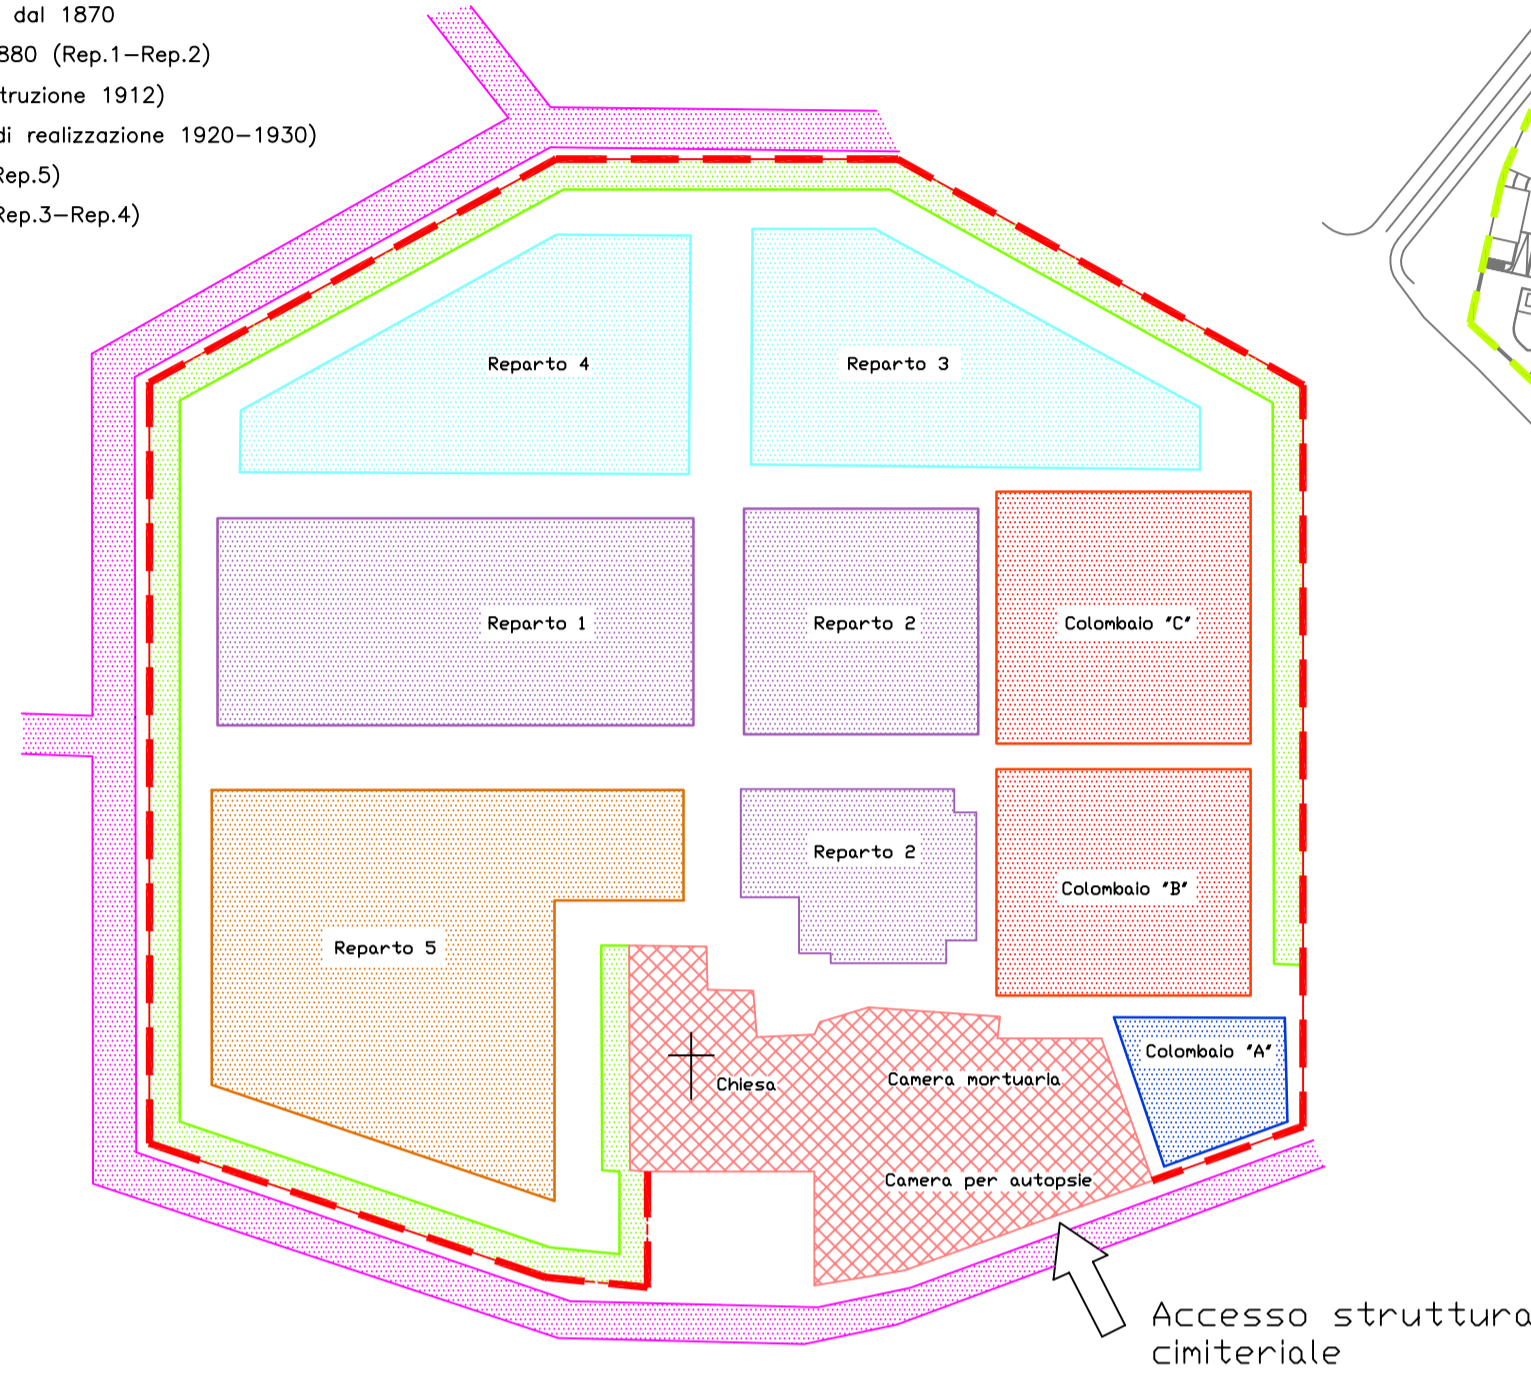 dal 1870
880 (Rep.1-Rep.2)
truzione 1912)
di realizzazione 1920-1930)
Rep.5)
Rep.3-Rep.4)
Reparto 4
Reparto 3
Reparto 1
Reparto 2
Colombaio "C"
Reparto 2
Colombaio "B"
Reparto 5
Colombaio "A"
Chiesa
Camera mortuaria
Camera per autopsie
Accesso struttura
cimiteriale